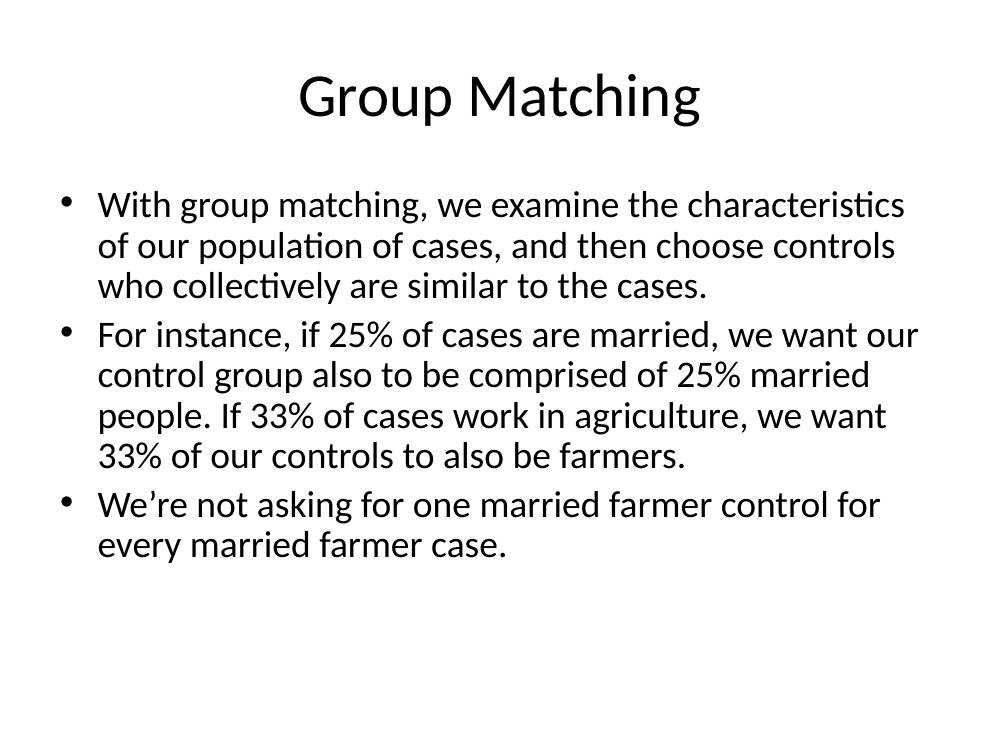 Group Matching
• With group matching, we examine the characteristics
of our population of cases, and then choose controls
who collectively are similar to the cases.
• For instance, if 25% of cases are married, we want our
control group also to be comprised of 25% married
people. If 33% of cases work in agriculture, we want
33% of our controls to also be farmers.
• We’re not asking for one married farmer control for
every married farmer case.